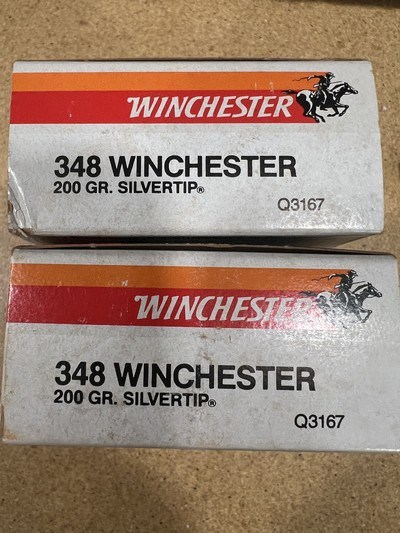 WINCHESTER
348 WINCHESTER
200 GR. SILVERTIP®
Q3167
WINCHESTER
348 WINCHESTER
200 GR. SILVERTIP®
Q3167